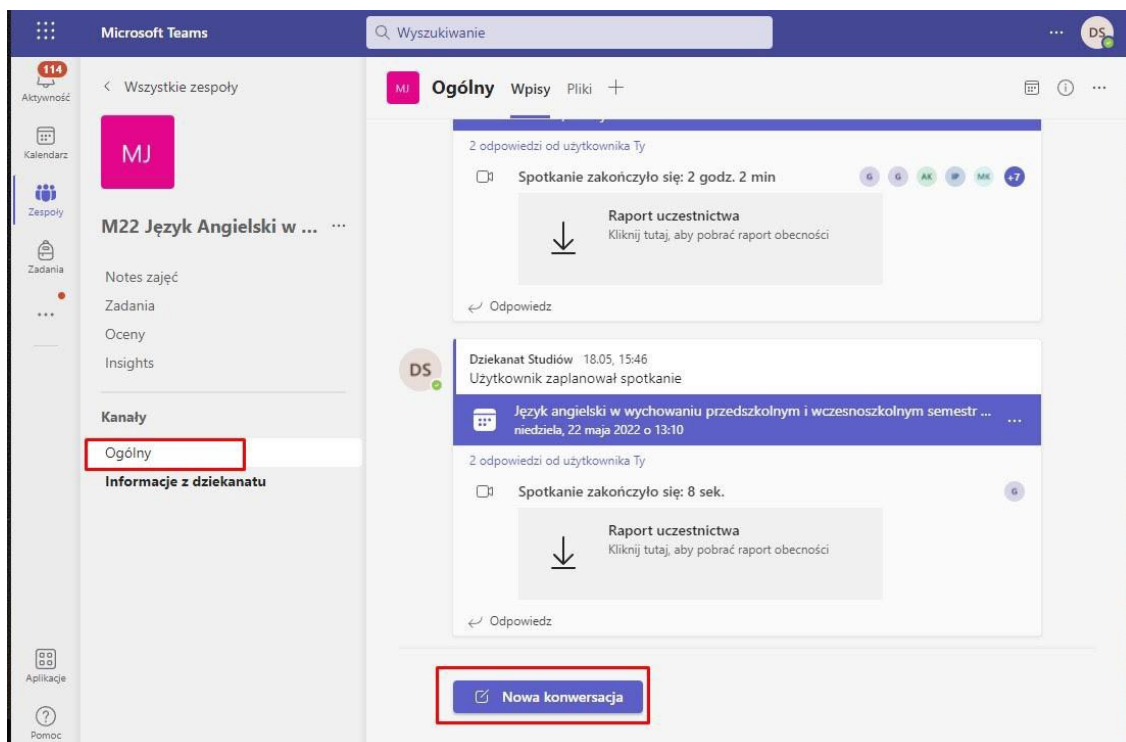 Microsoft Teams
Wyszukiwanie
DS
114
Aktywność
Kalendarz
Zespoły
Zadania
Aplikacje
Pomoc
Wszystkie zespoły
MJ
M22 Język Angielski w ...
Notes zajęć
Zadania
Oceny
Insights
Kanały
Ogólny
Informacje z dziekanatu
MJ Ogólny Wpisy Pliki
2 odpowiedzi od użytkownika Ty
Spotkanie zakończyło się: 2 godz. 2 min
G G AK IP MK +7
Raport uczestnictwa
Kliknij tutaj, aby pobrać raport obecności
Odpowiedz
DS
Dziekanat Studiów 18.05, 15:46
Użytkownik zaplanował spotkanie
Język angielski w wychowaniu przedszkolnym i wczesnoszkolnym semestr ...
niedziela, 22 maja 2022 o 13:10
2 odpowiedzi od użytkownika Ty
Spotkanie zakończyło się: 8 sek.
G
Raport uczestnictwa
Kliknij tutaj, aby pobrać raport obecności
Odpowiedz
Nowa konwersacja